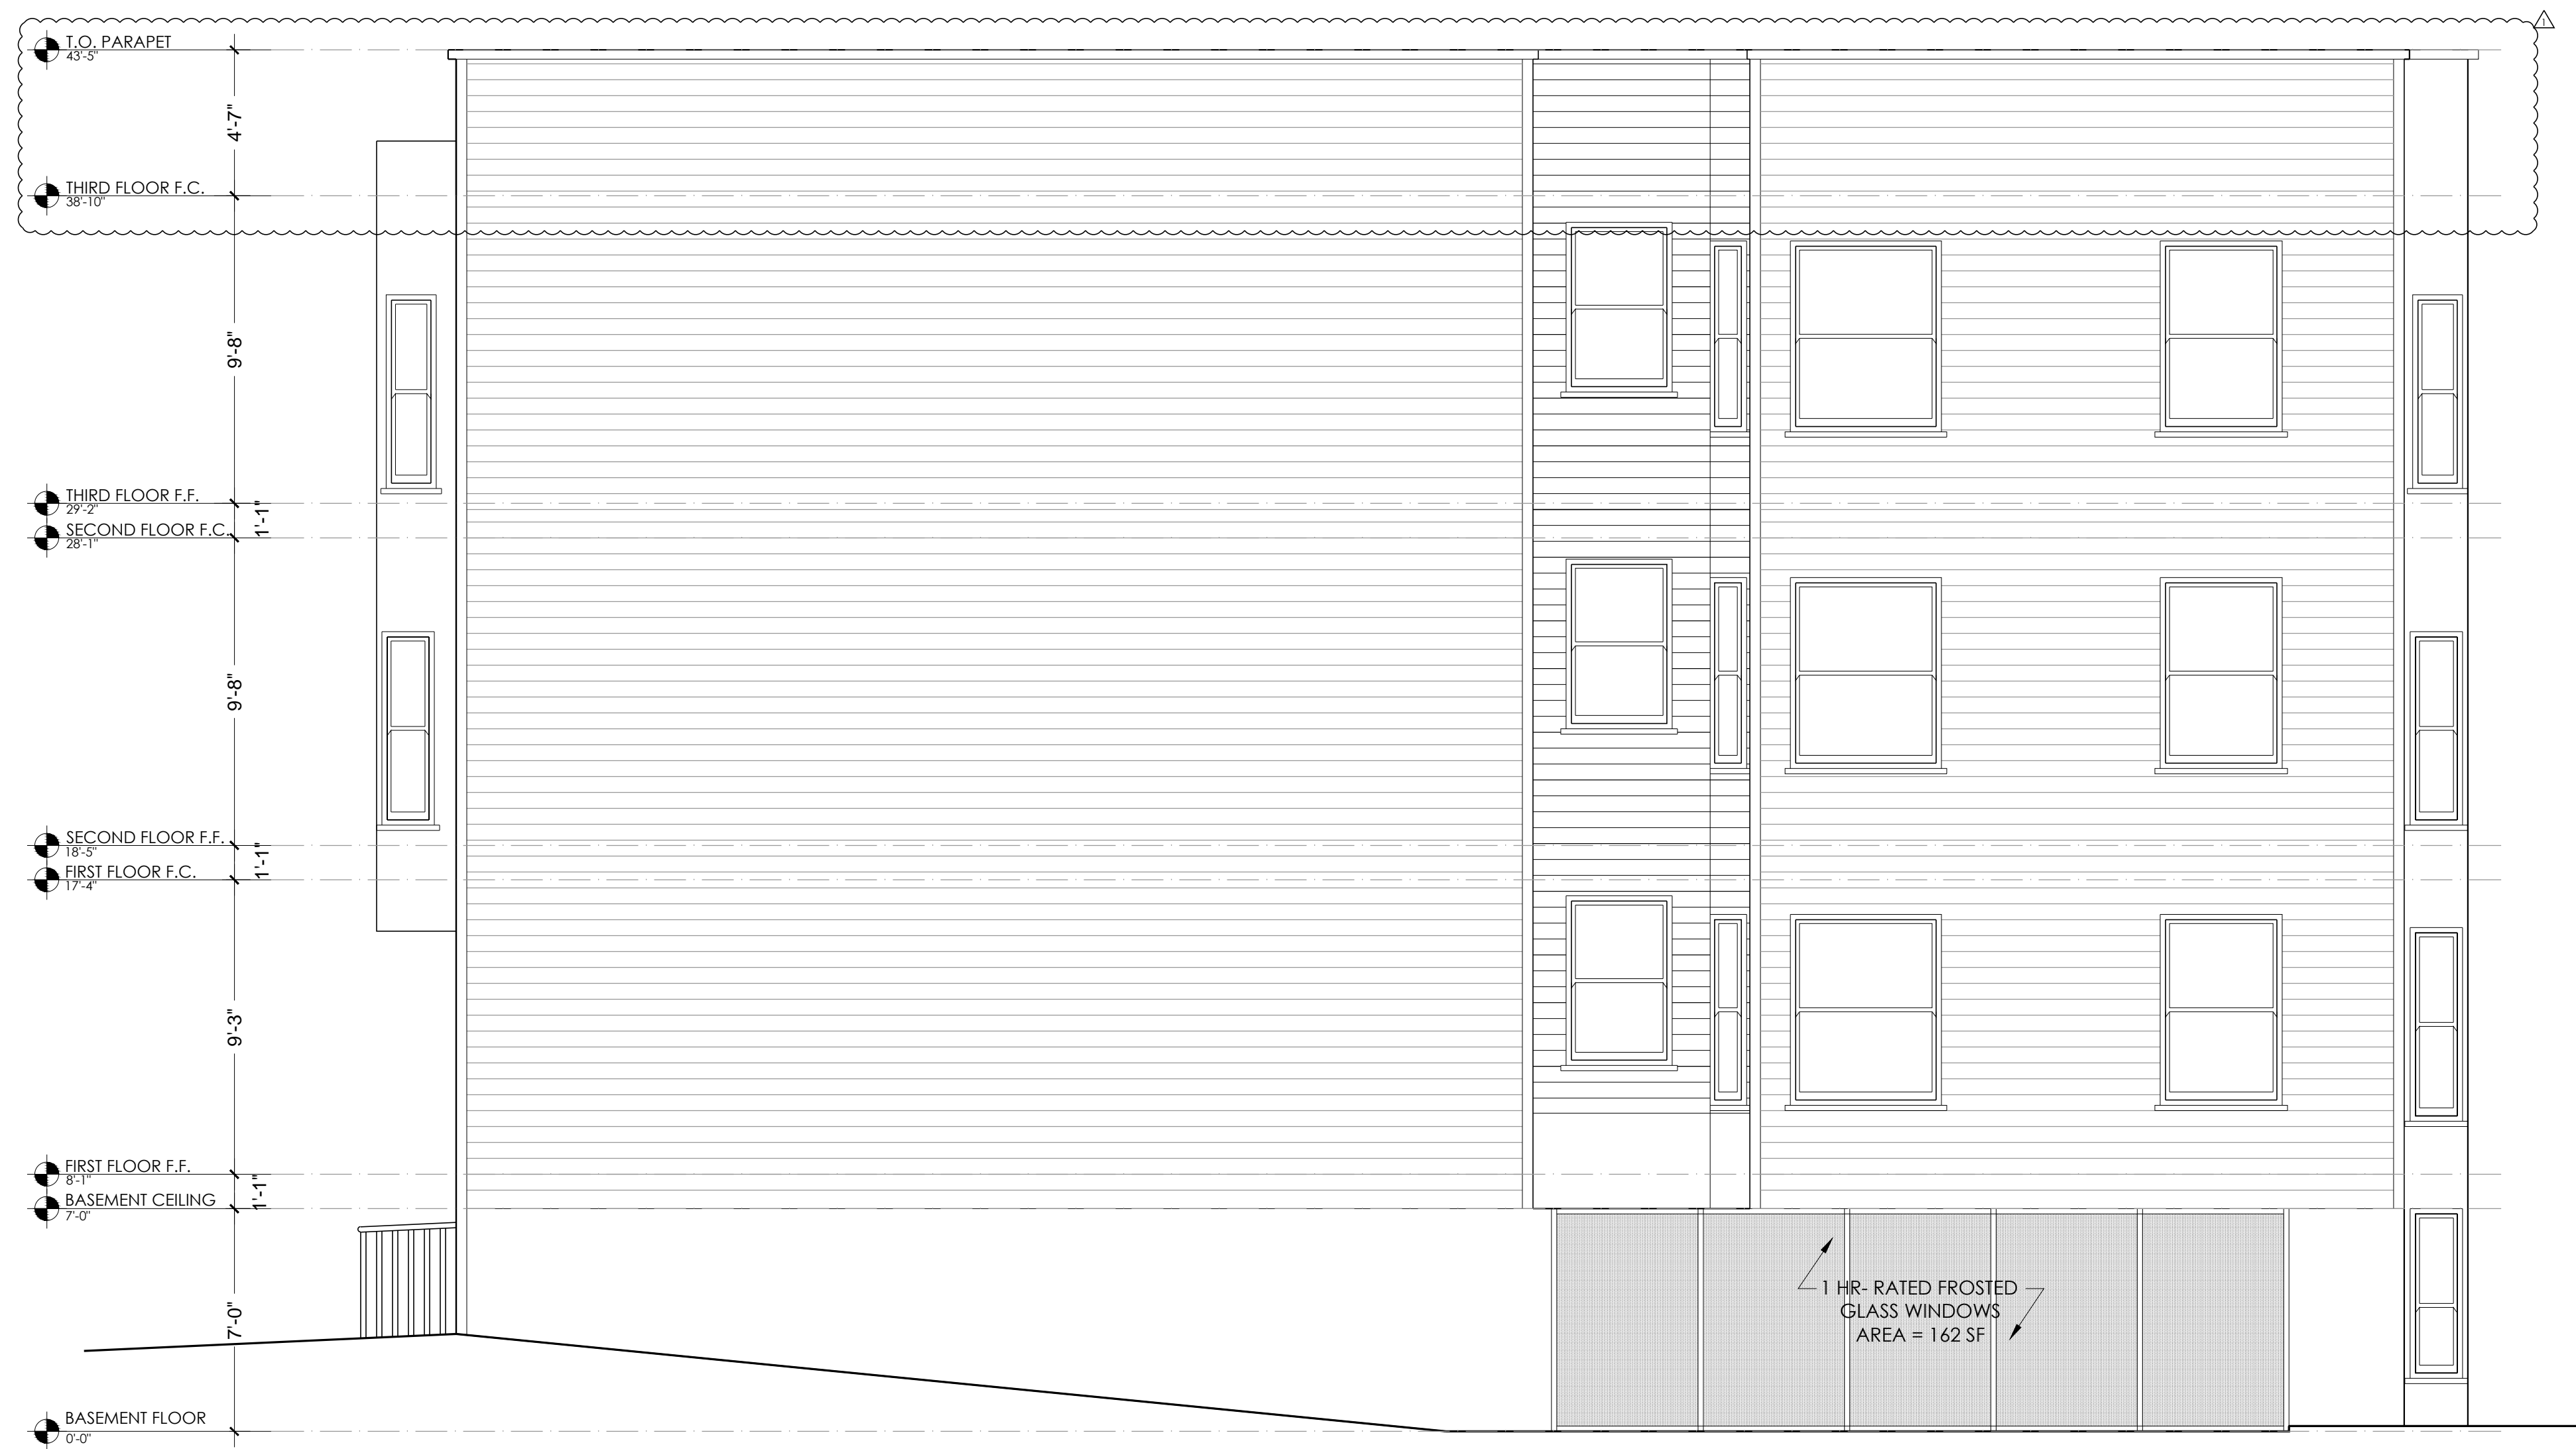 1
T.O. PARAPET
43'-5"
4'-7"
THIRD FLOOR F.C.
38'-10"
9'-8"
THIRD FLOOR F.F.
29'-2"
1'-1"
SECOND FLOOR F.C.
28'-1"
9'-8"
SECOND FLOOR F.F.
18'-5"
1'-1"
FIRST FLOOR F.C.
17'-4"
9'-3"
FIRST FLOOR F.F.
8'-1"
1'-1"
BASEMENT CEILING
7'-0"
7'-0"
1 HR- RATED FROSTED
GLASS WINDOWS
AREA = 162 SF
BASEMENT FLOOR
0'-0"